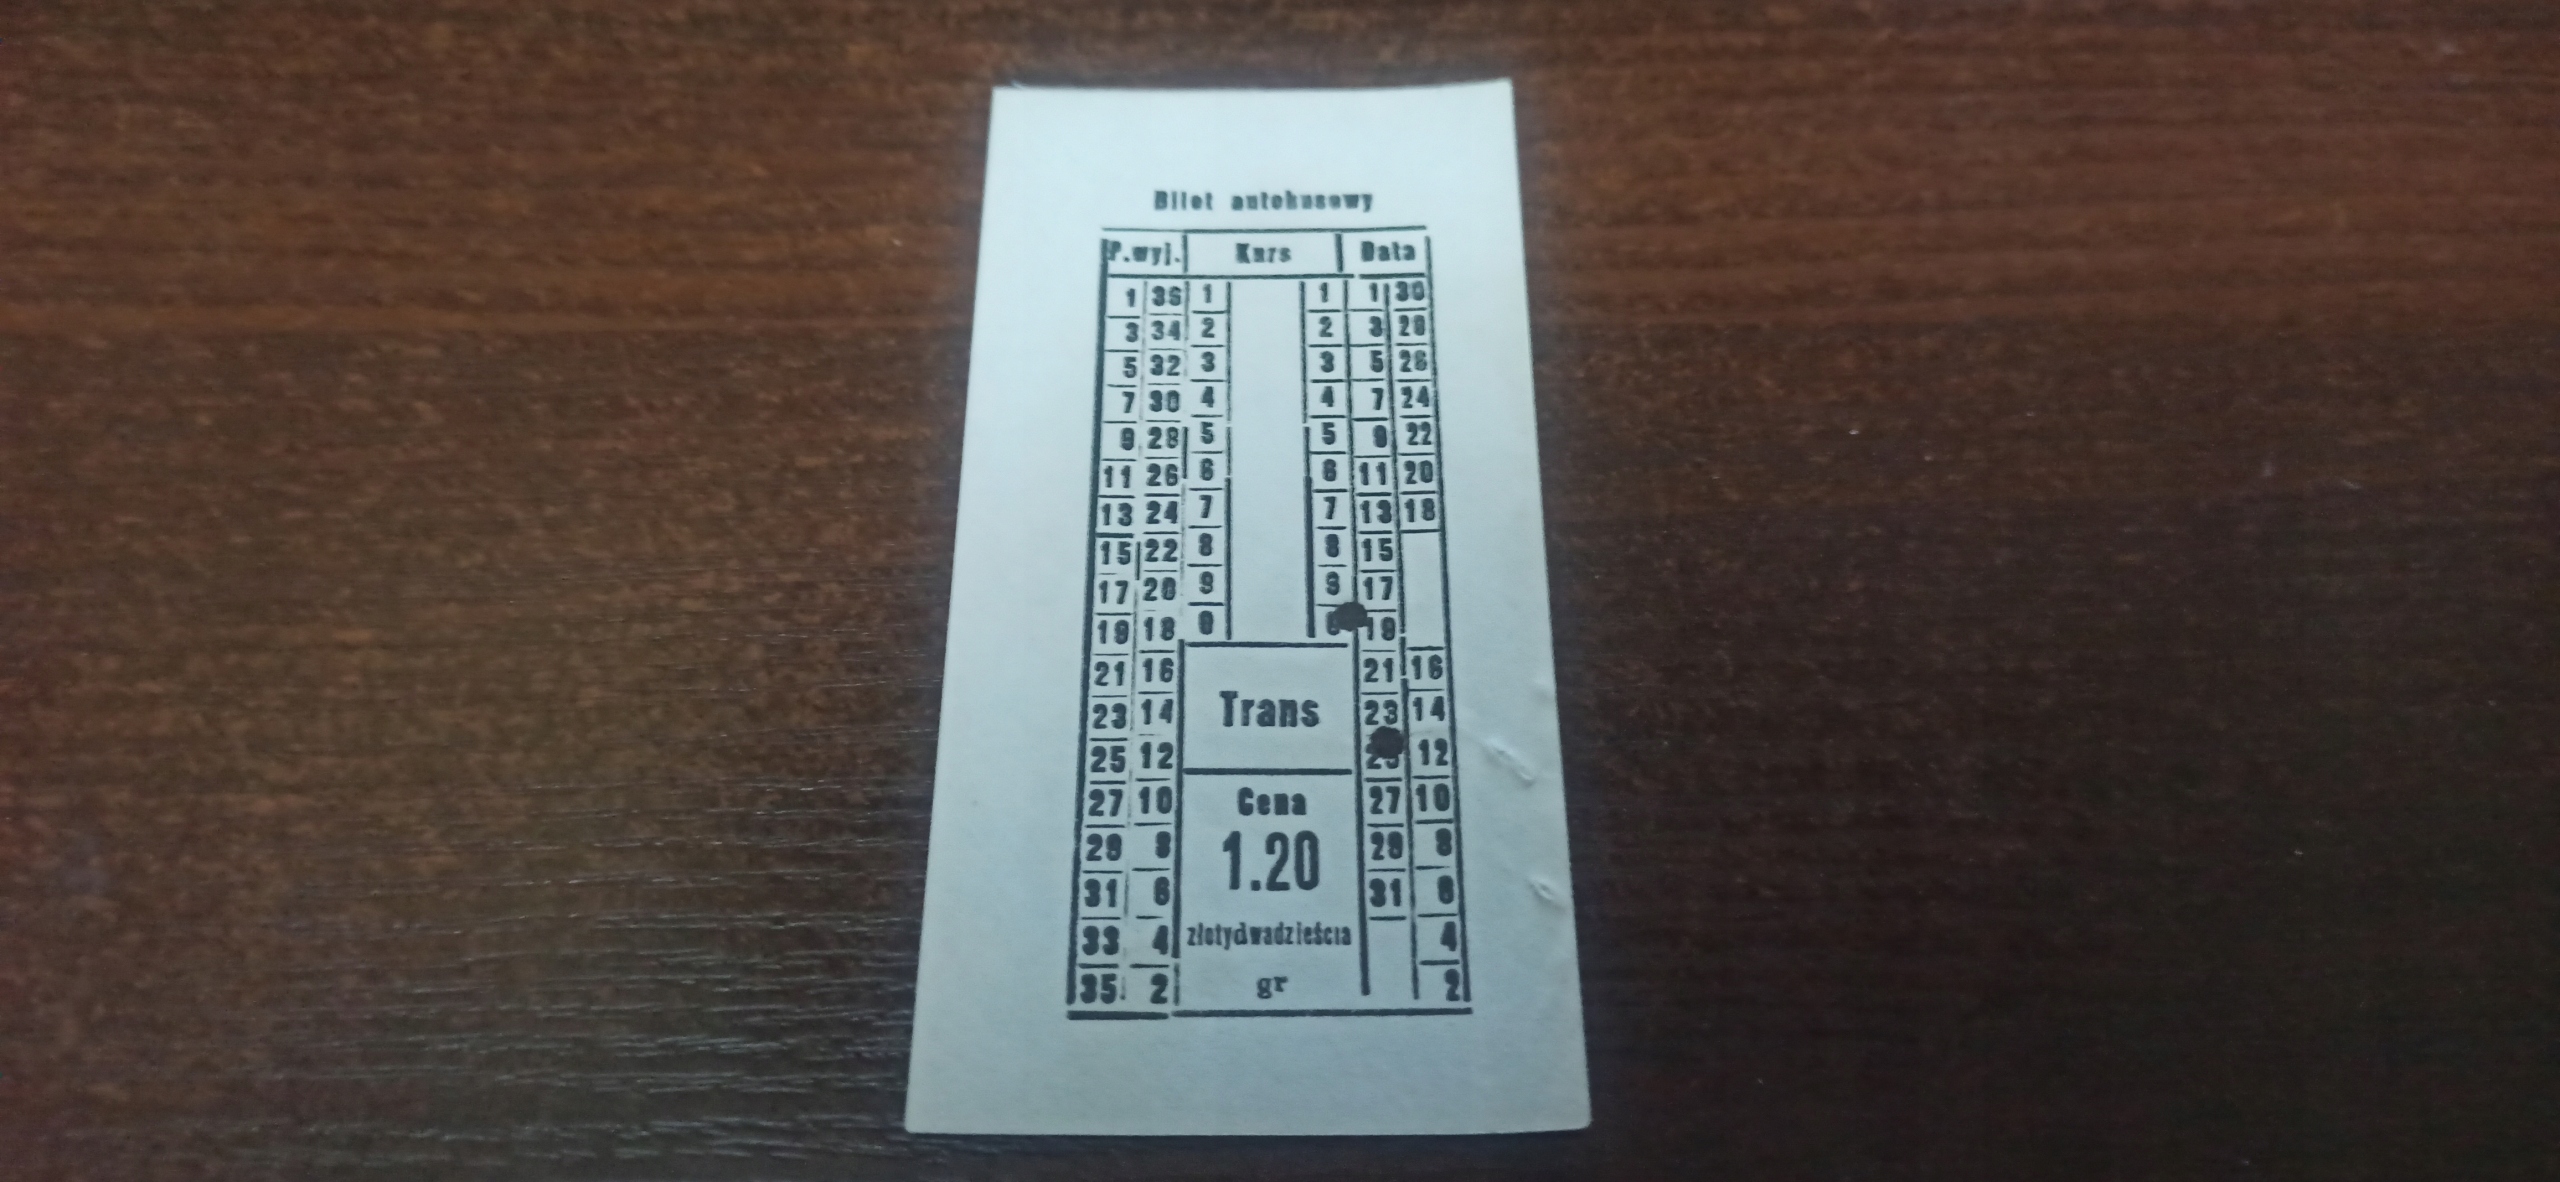 Bilet autobusowy
P.wyj. Kurs Data
1 36 1 1 1 30
3 34 2 2 3 28
5 32 3 3 5 26
7 30 4 4 7 24
9 28 5 5 9 22
11 26 6 6 11 20
13 24 7 7 13 18
15 22 8 8 15
17 20 9 9 17
19 18 0 0 19
21 16 21 16
23 14 Trans 23 14
25 12 25 12
27 10 Cena 27 10
29 8 1.20 29 8
31 6 31 6
33 4 złotydwadzieścia 4
35 2 gr 2